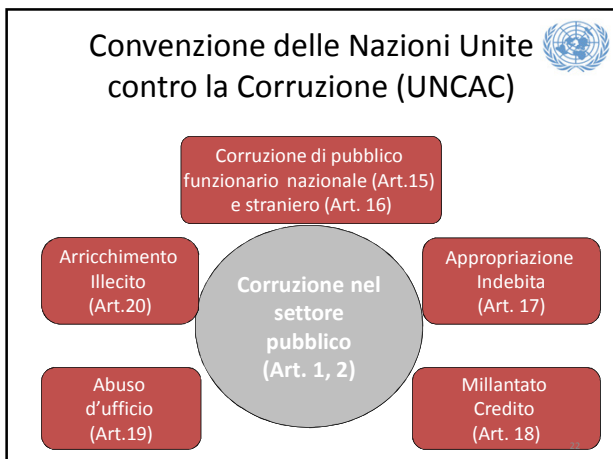 Convenzione delle Nazioni Unite
contro la Corruzione (UNCAC)
Corruzione di pubblico
funzionario nazionale (Art.15)
e straniero (Art. 16)
Arricchimento
Illecito
(Art.20)
Corruzione nel
settore
pubblico
(Art. 1, 2)
Appropriazione
Indebita
(Art. 17)
Abuso
d’ufficio
(Art.19)
Millantato
Credito
(Art. 18)
22